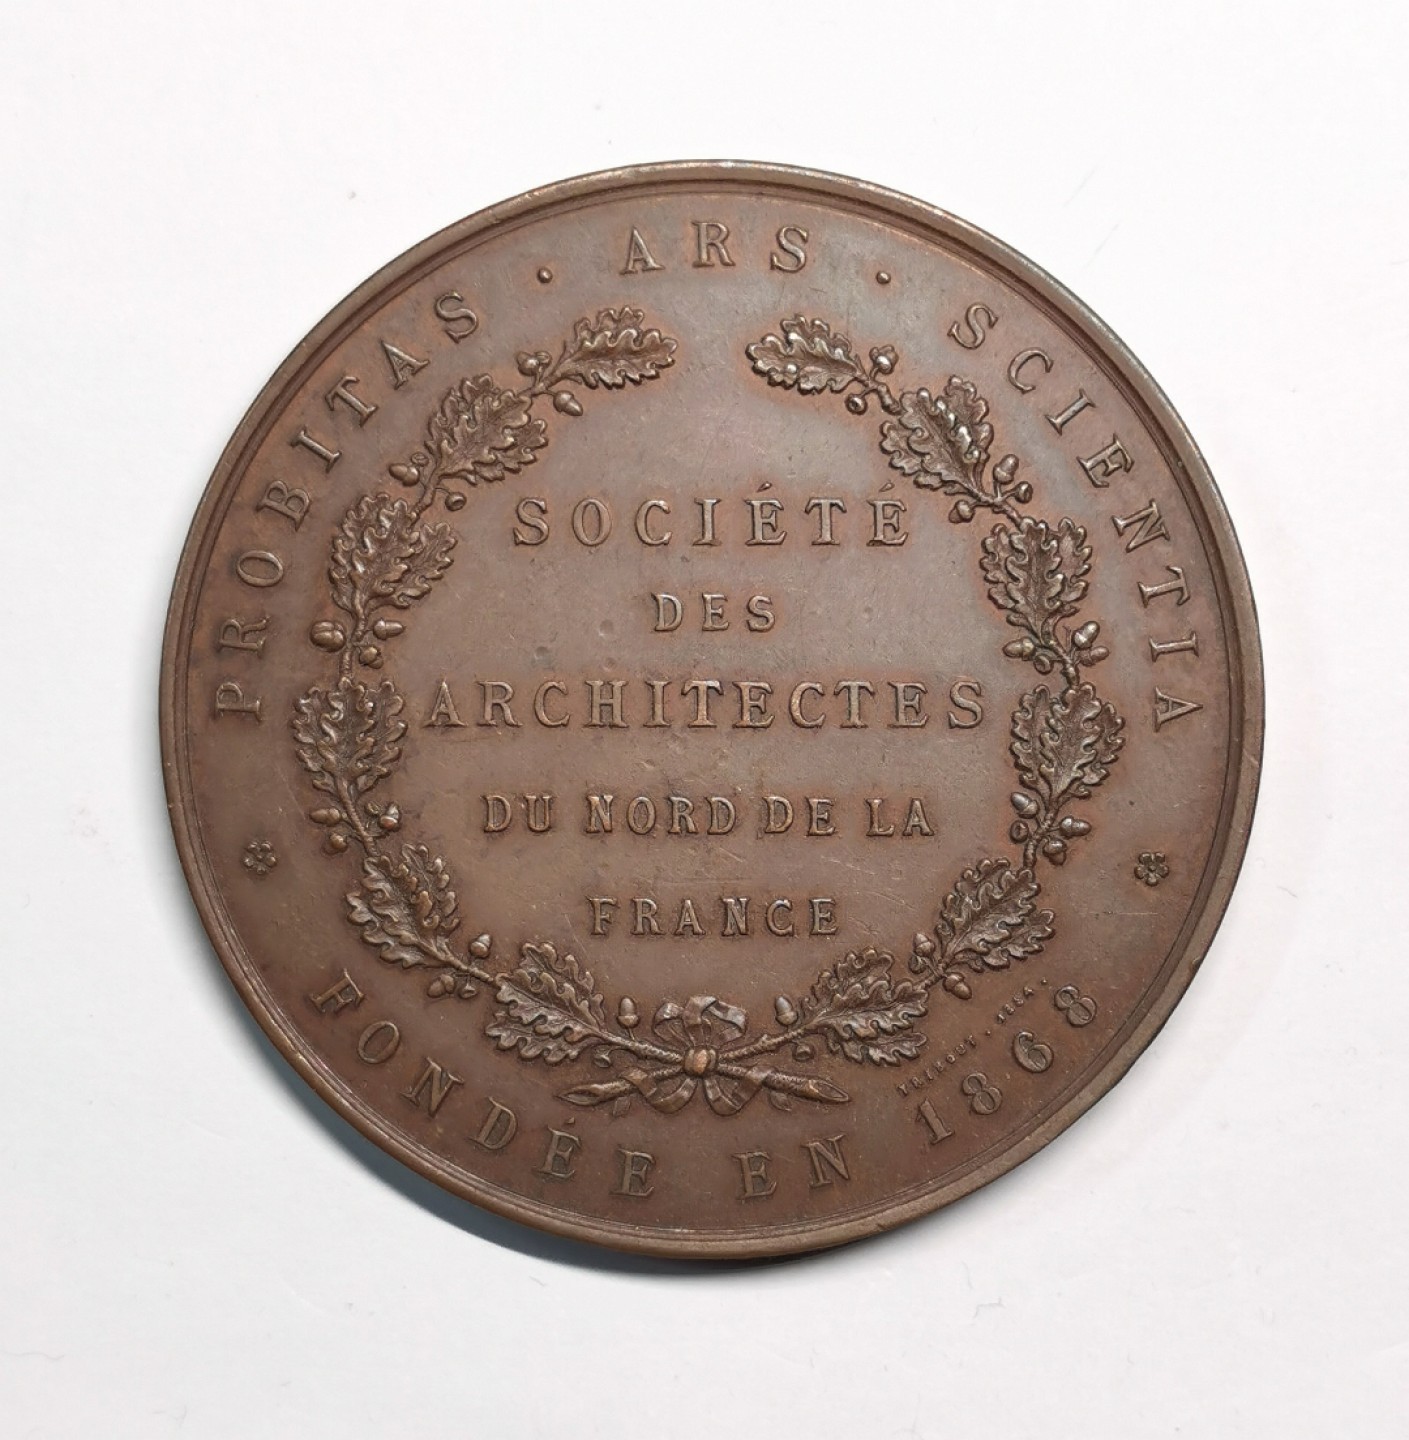 PROBITAS · ARS · SCIENTIA
SOCIÉTÉ
DES
ARCHITECTES
DU NORD DE LA
FRANCE
FONDÉE EN 1868